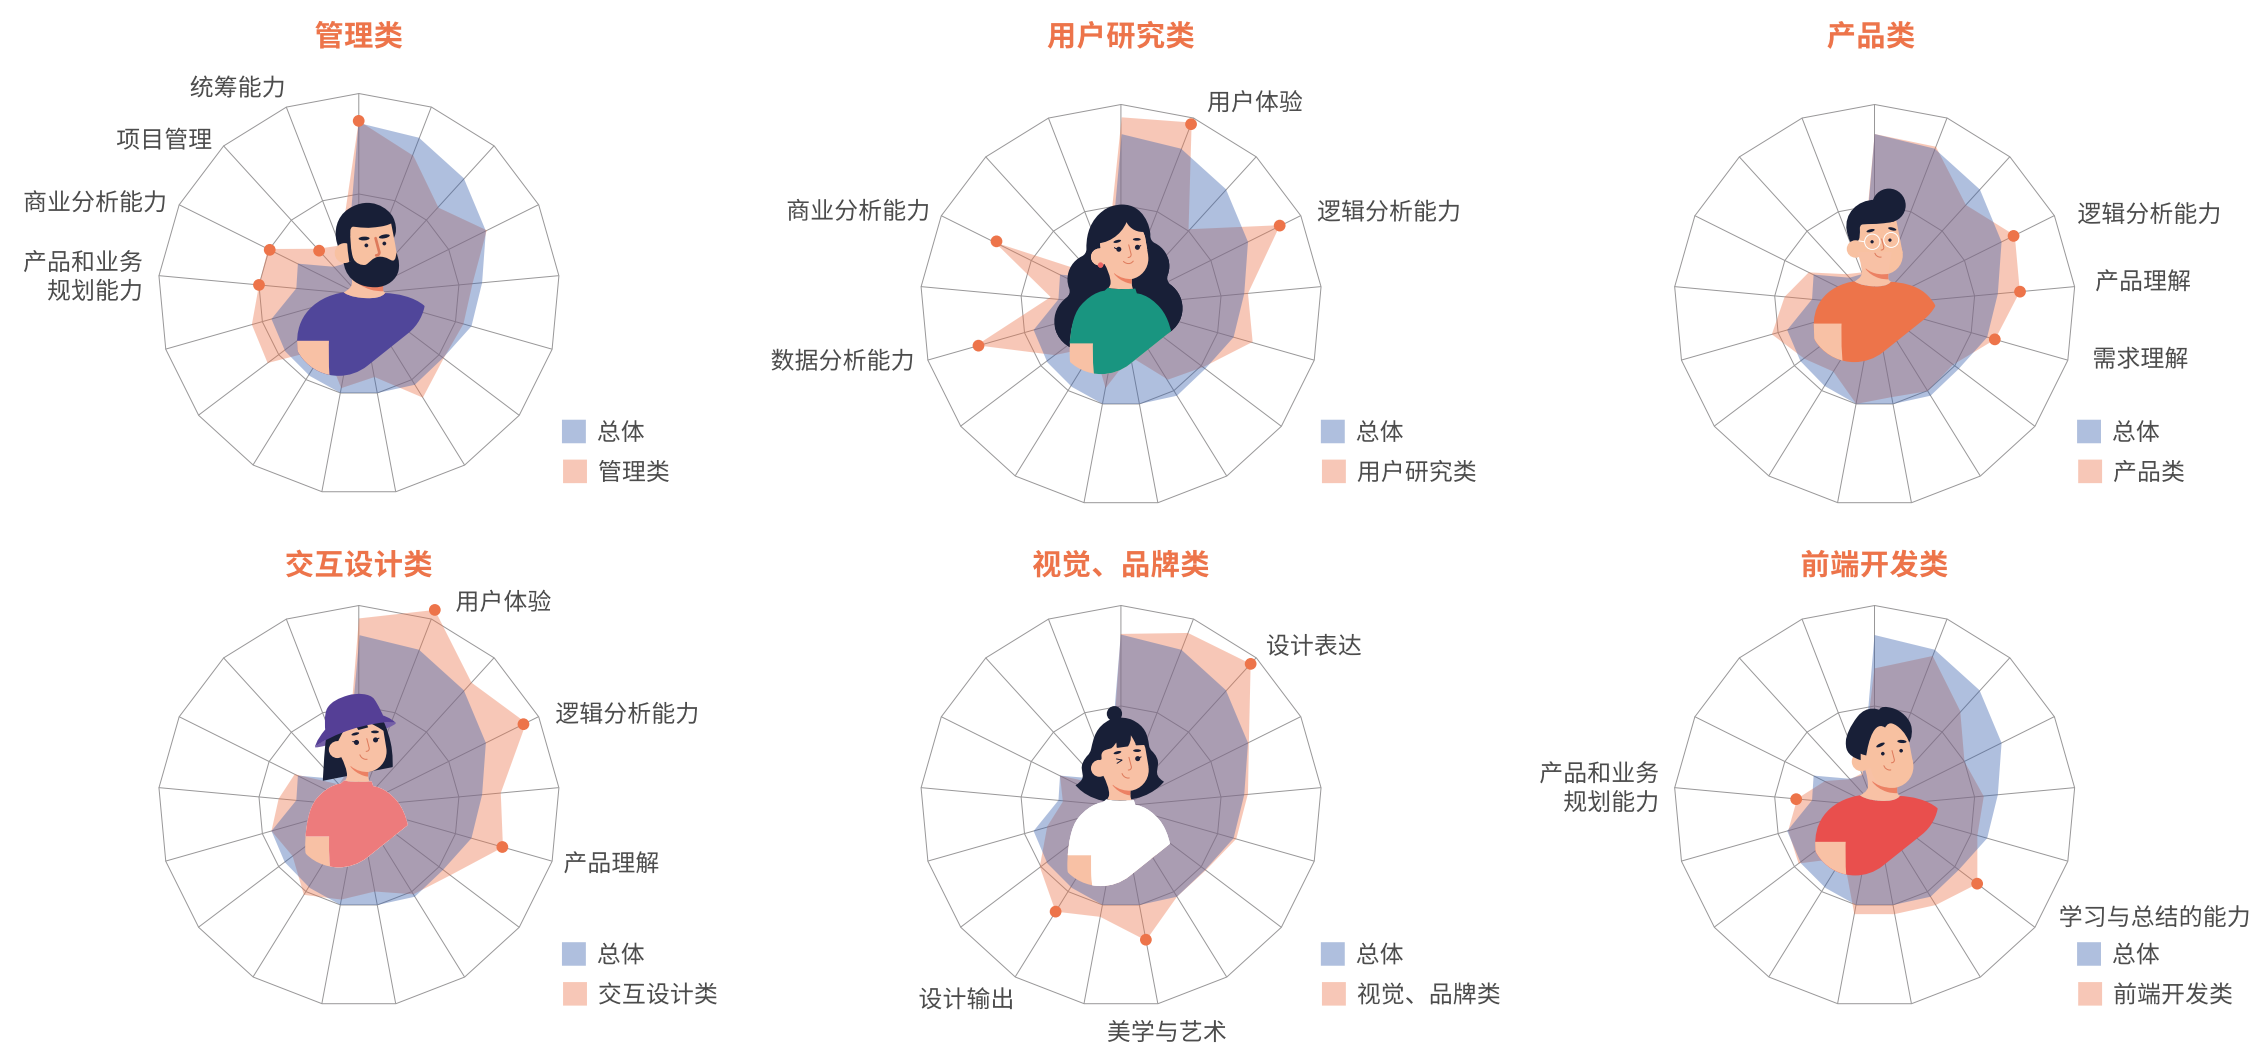 管理类
统筹能力
项目管理
商业分析能力
产品和业务
规划能力
总体
管理类
用户研究类
用户体验
商业分析能力
逻辑分析能力
数据分析能力
总体
用户研究类
产品类
逻辑分析能力
产品理解
需求理解
总体
产品类
交互设计类
用户体验
逻辑分析能力
产品理解
总体
交互设计类
视觉、品牌类
设计表达
设计输出
美学与艺术
总体
视觉、品牌类
前端开发类
产品和业务
规划能力
学习与总结的能力
总体
前端开发类